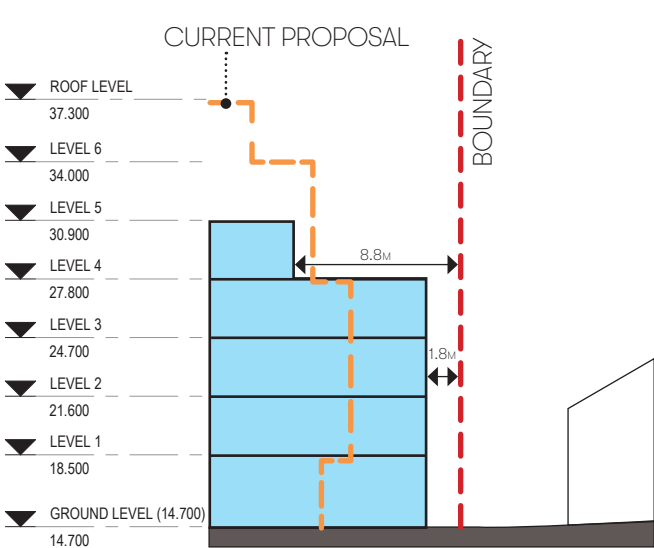 CURRENT PROPOSAL
BOUNDARY
ROOF LEVEL
37.300
LEVEL 6
34.000
LEVEL 5
30.900
8.8M
LEVEL 4
27.800
LEVEL 3
24.700
1.8M
LEVEL 2
21.600
LEVEL 1
18.500
GROUND LEVEL (14.700)
14.700